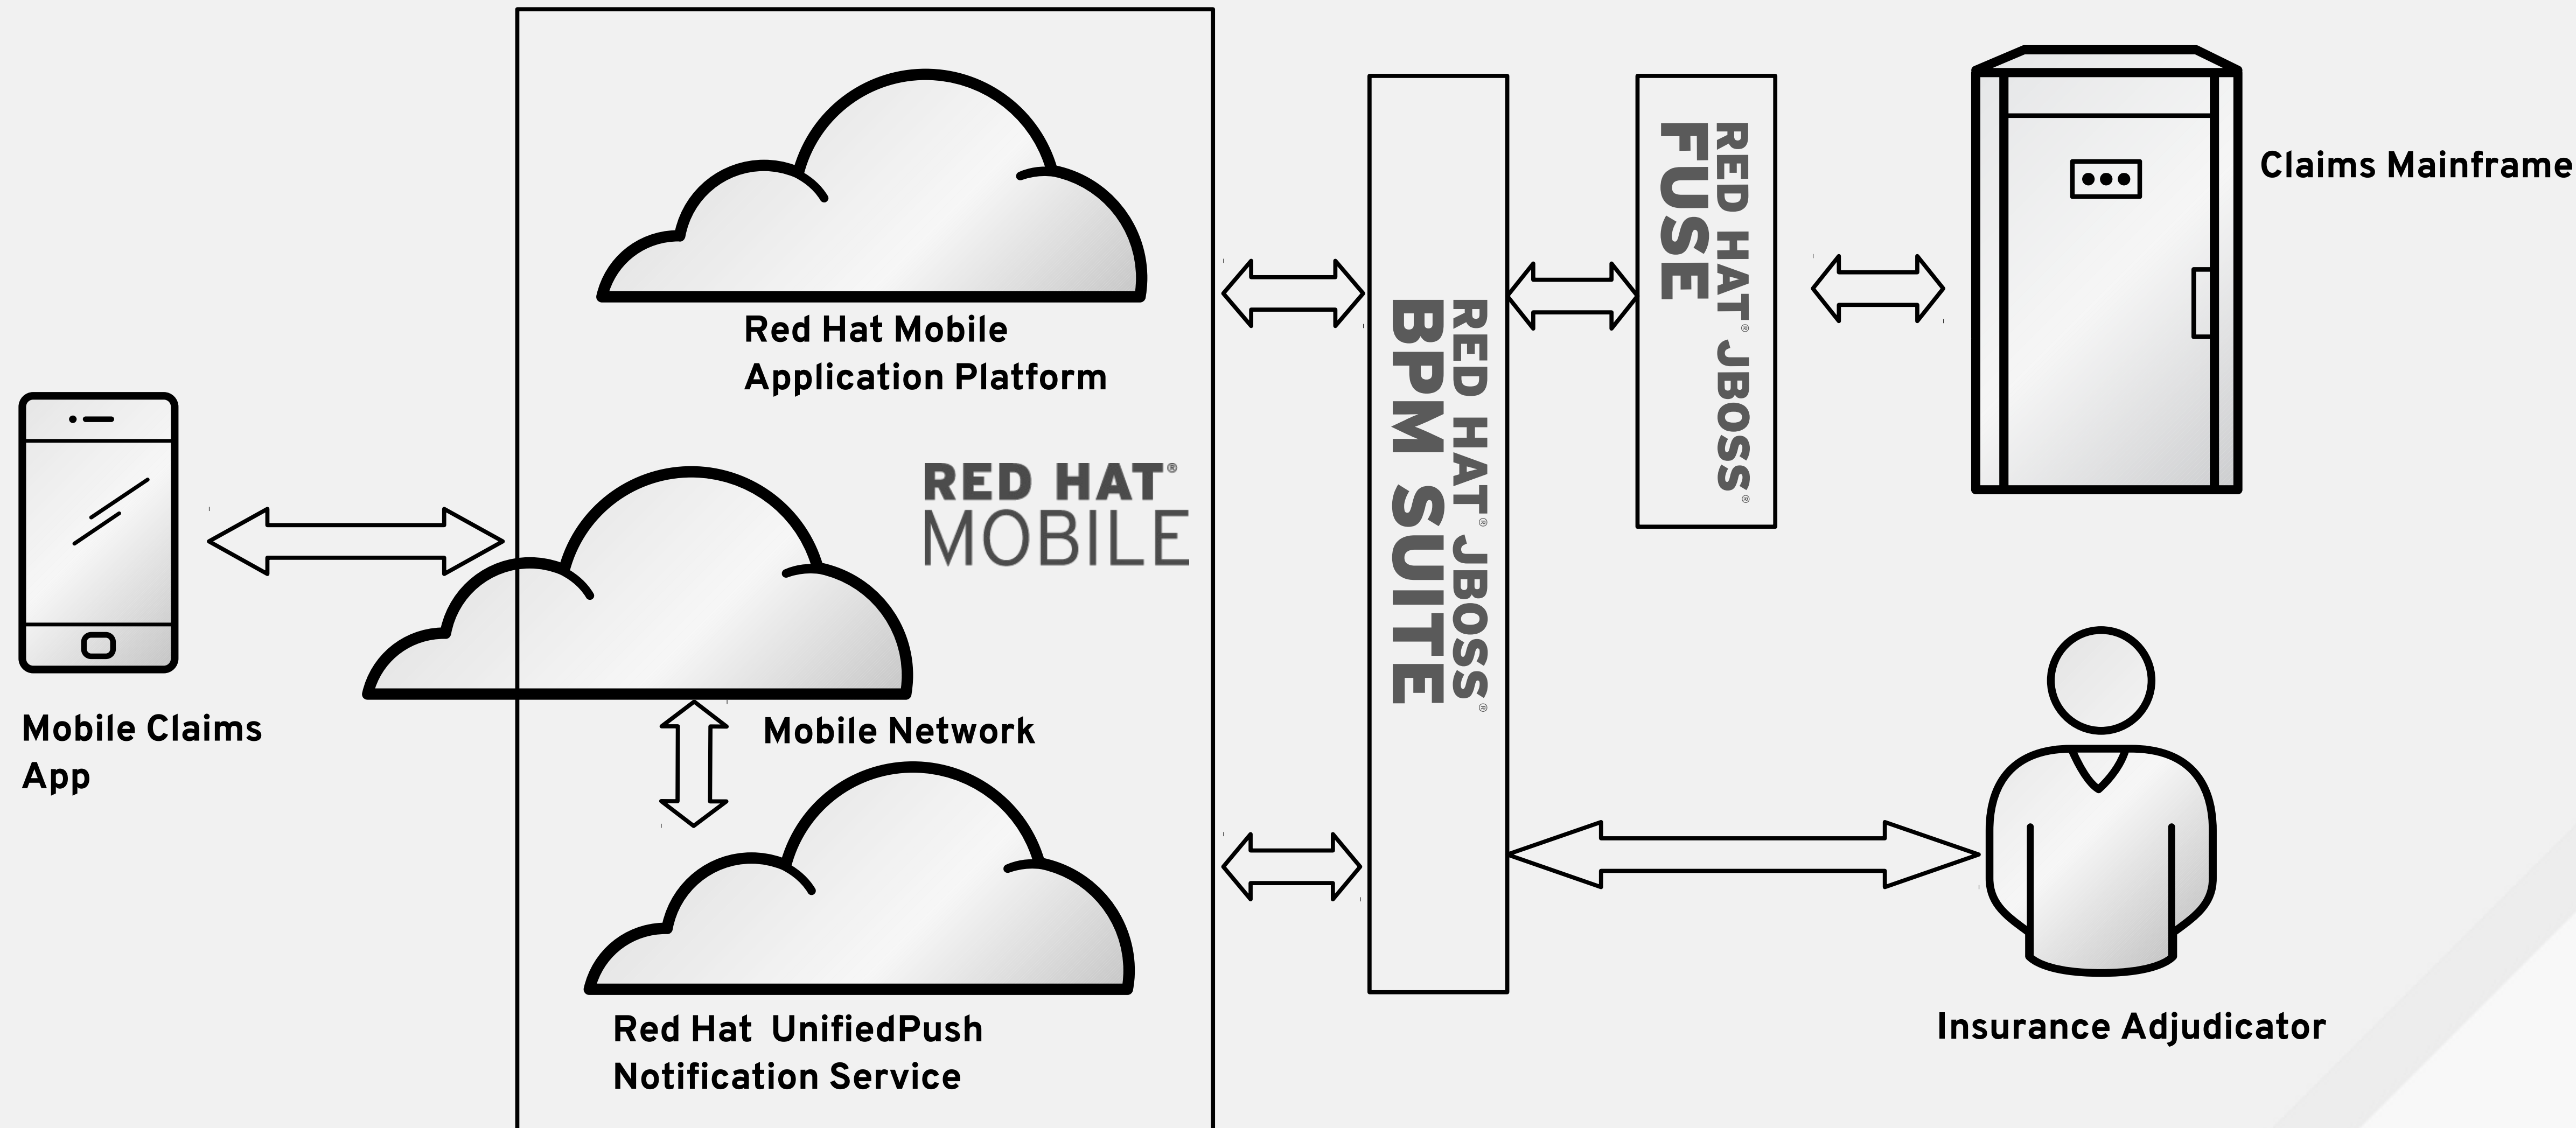 Red Hat Mobile
Application Platform
RED HAT®
MOBILE
Mobile Claims
App
Mobile Network
Red Hat  UnifiedPush
Notification Service
RED HAT® JBOSS®
BPM SUITE
RED HAT® JBOSS®
FUSE
Claims Mainframe
Insurance Adjudicator